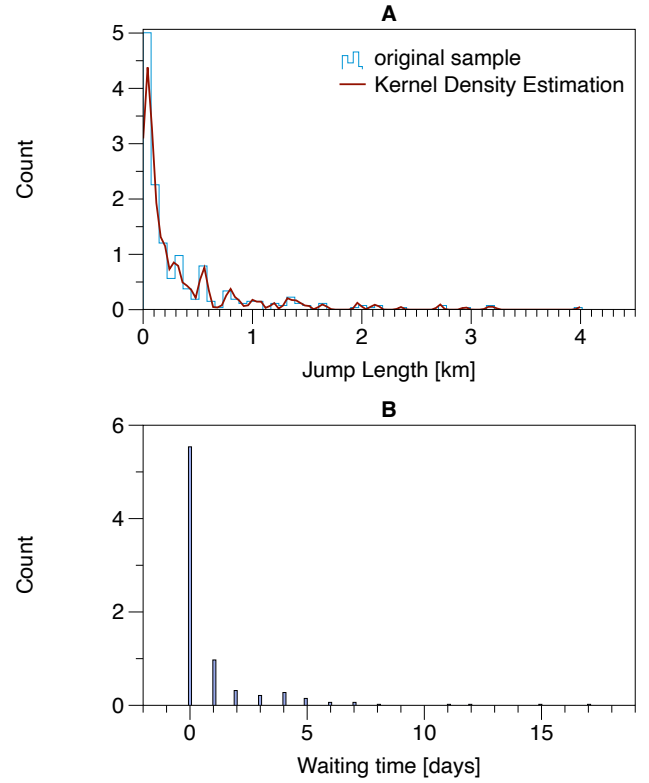 A
5
original sample
Kernel Density Estimation
4
3
Count
2
1
0
0 1 2 3 4
Jump Length [km]
B
6
4
Count
2
0
0 5 10 15
Waiting time [days]